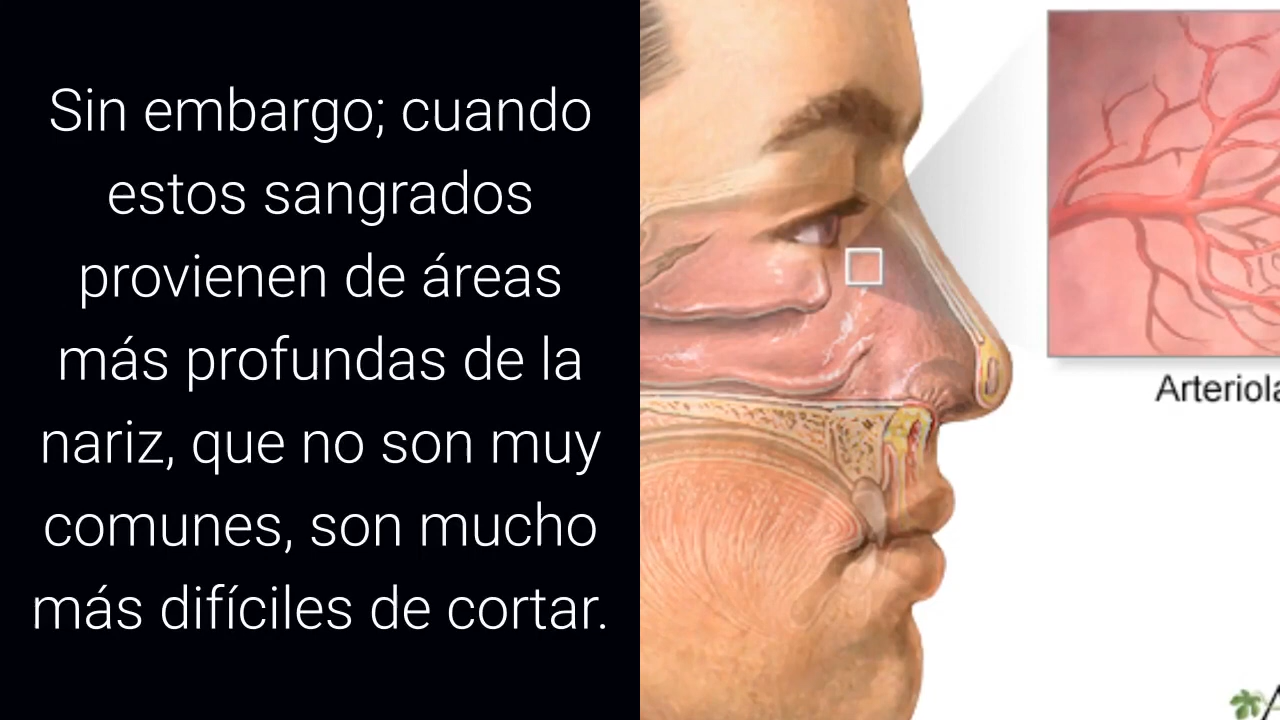 Sin embargo; cuando
estos sangrados
provienen de áreas
más profundas de la
nariz, que no son muy
comunes, son mucho
más difíciles de cortar.